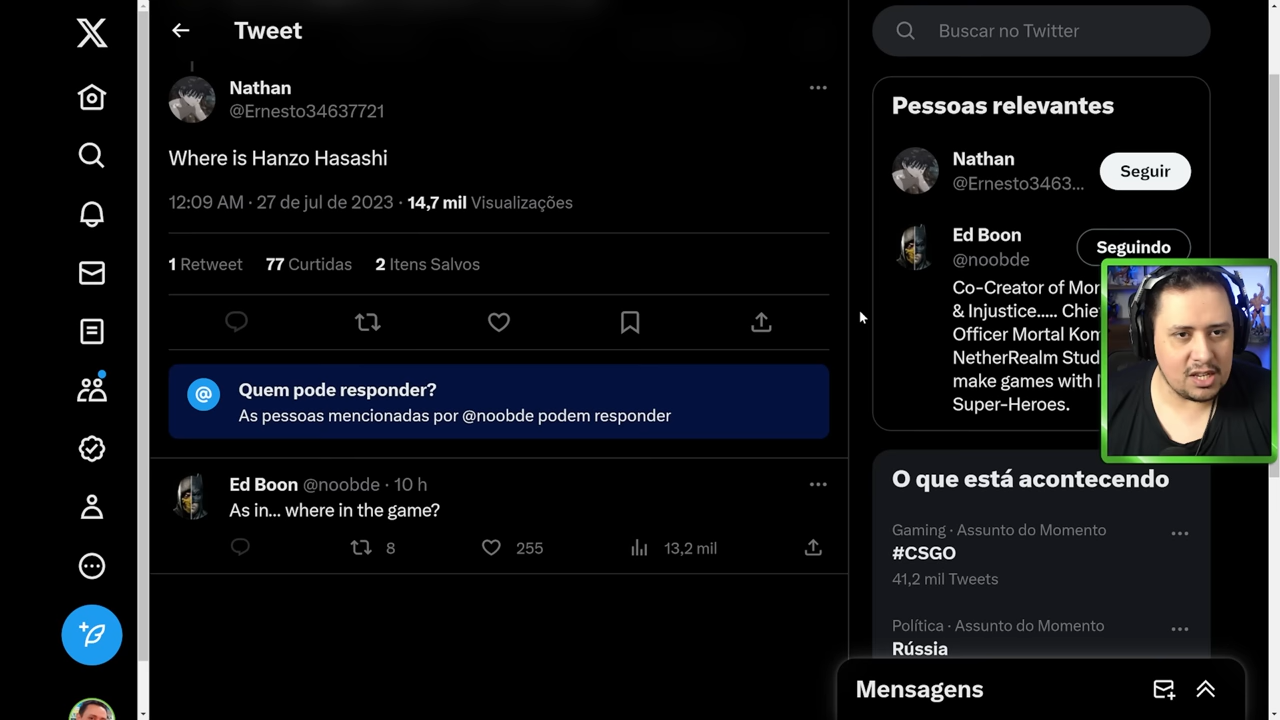 Tweet
Nathan
@Ernesto34637721
Where is Hanzo Hasashi
12:09 AM · 27 de jul de 2023 · 14,7 mil Visualizações
1 Retweet 77 Curtidas 2 Itens Salvos
@
Quem pode responder?
As pessoas mencionadas por @noobde podem responder
Ed Boon @noobde · 10 h
As in... where in the game?
8 255 13,2 mil
Buscar no Twitter
Pessoas relevantes
Nathan
@Ernesto3463...
Seguir
Ed Boon
@noobde
Seguindo
Co-Creator of Mor
& Injustice..... Chie
Officer Mortal Kom
NetherRealm Stud
make games with
Super-Heroes.
O que está acontecendo
Gaming · Assunto do Momento
#CSGO
41,2 mil Tweets
Política · Assunto do Momento
Rússia
Mensagens